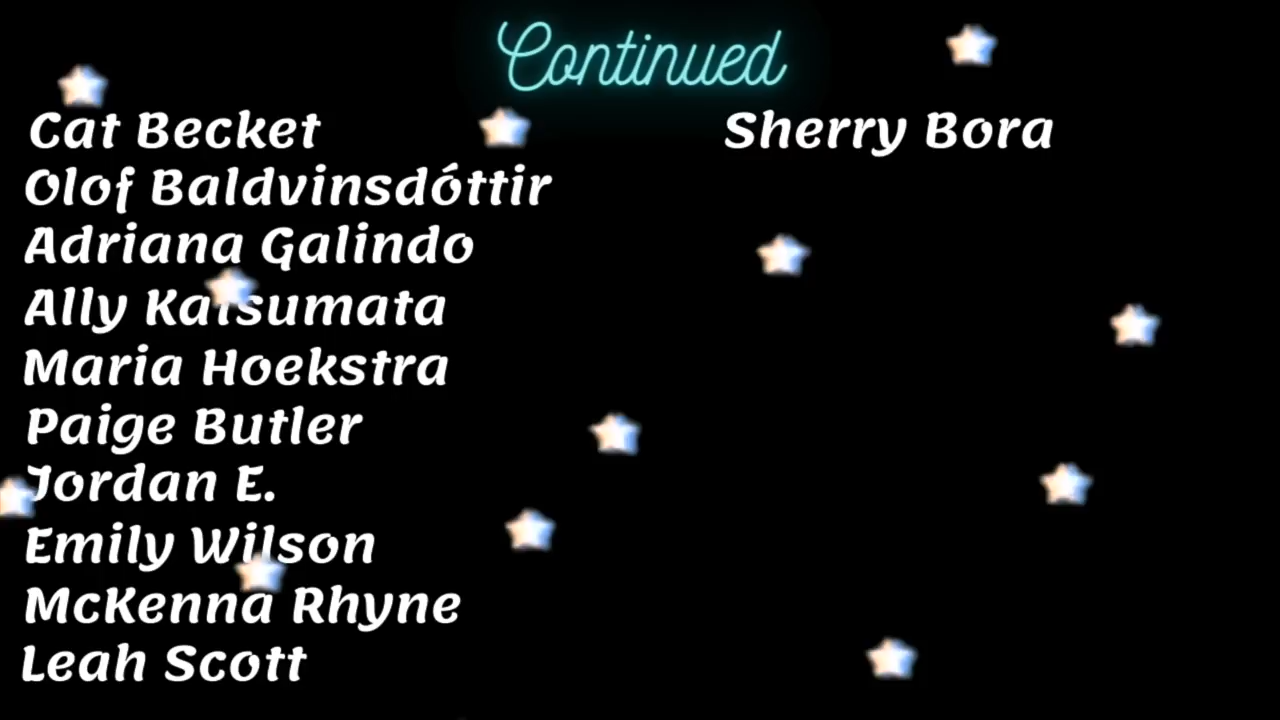 Continued
Cat Becket
Olof Baldvinsdóttir
Adriana Galindo
Ally Katsumata
Maria Hoekstra
Paige Butler
Jordan E.
Emily Wilson
McKenna Rhyne
Leah Scott
Sherry Bora